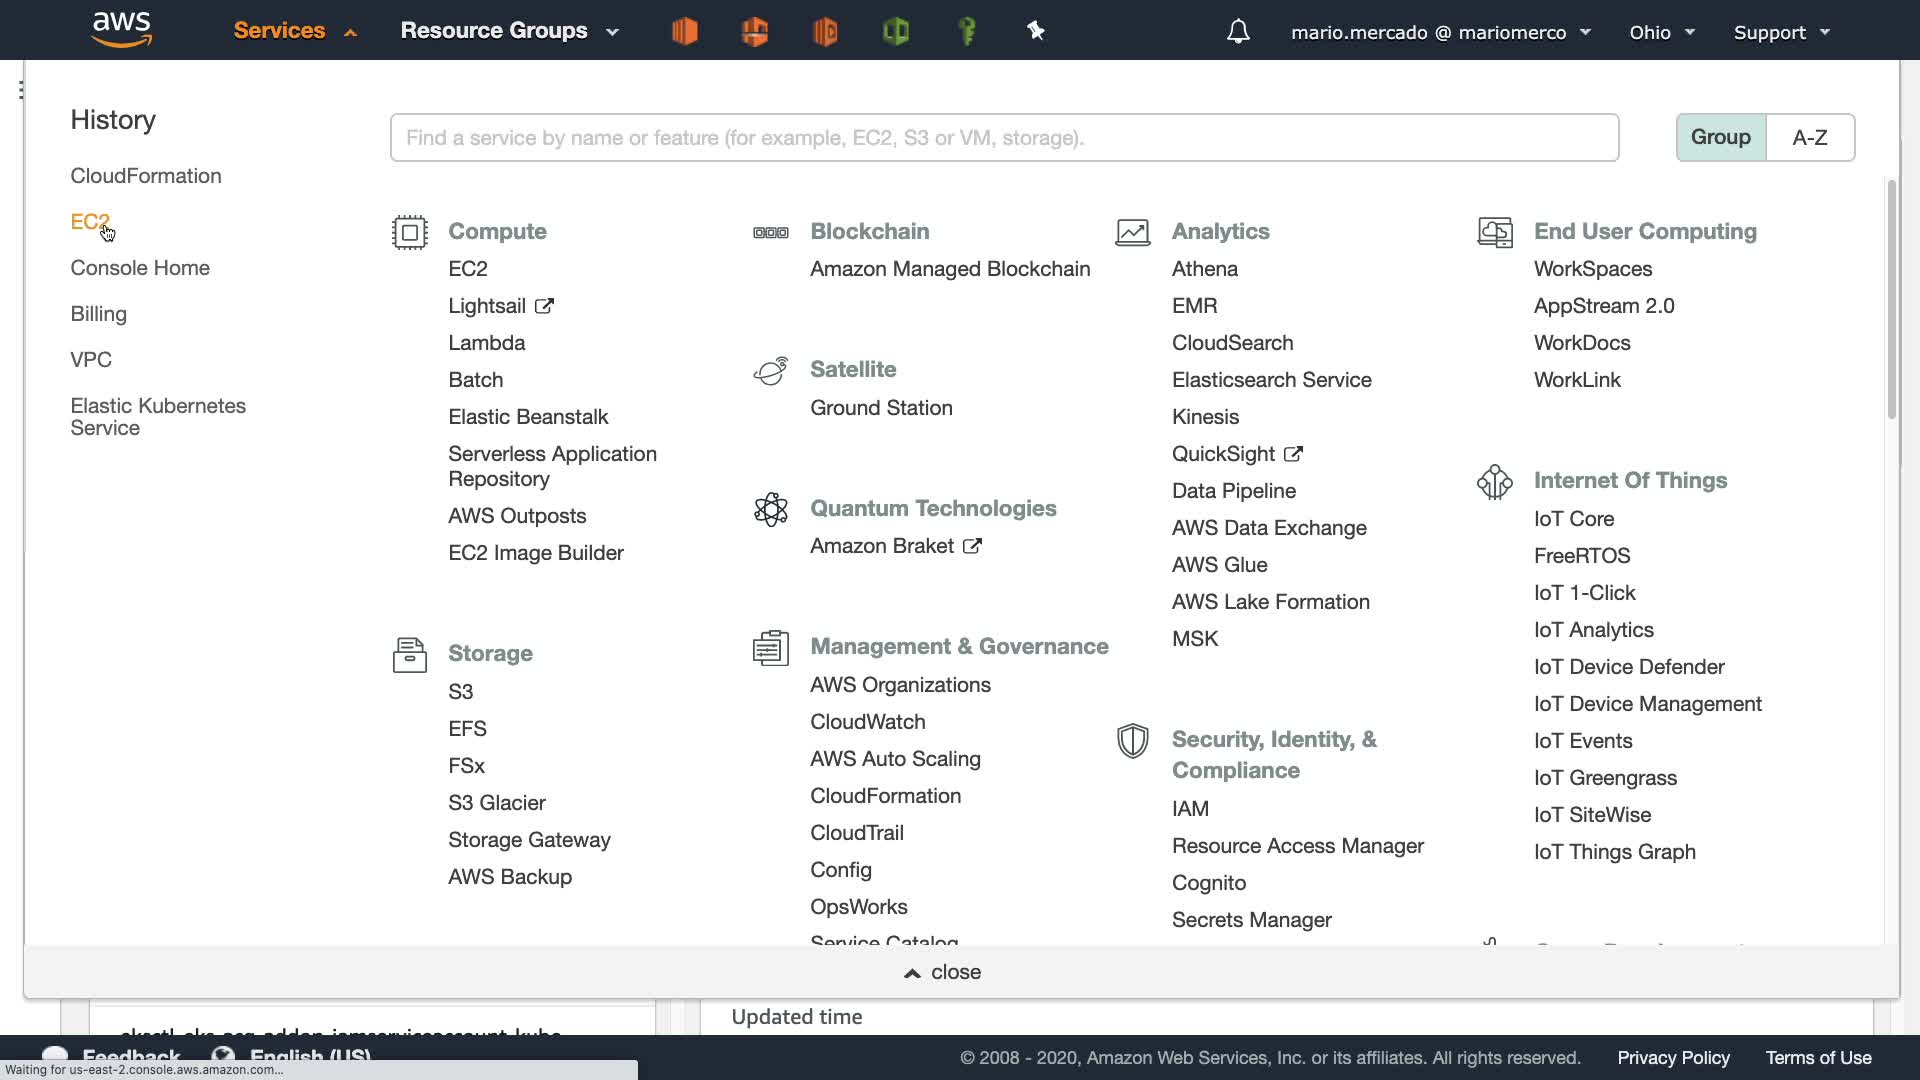 aws
Services
Resource Groups
mario.mercado @ mariomerco
Ohio
Support
History
CloudFormation
EC2
Console Home
Billing
VPC
Elastic Kubernetes
Service
Find a service by name or feature (for example, EC2, S3 or VM, storage).
Group
A-Z
Compute
EC2
Lightsail
Lambda
Batch
Elastic Beanstalk
Serverless Application
Repository
AWS Outposts
EC2 Image Builder
Storage
S3
EFS
FSx
S3 Glacier
Storage Gateway
AWS Backup
Blockchain
Amazon Managed Blockchain
Satellite
Ground Station
Quantum Technologies
Amazon Braket
Management & Governance
AWS Organizations
CloudWatch
AWS Auto Scaling
CloudFormation
CloudTrail
Config
OpsWorks
Service Catalog
Analytics
Athena
EMR
CloudSearch
Elasticsearch Service
Kinesis
QuickSight
Data Pipeline
AWS Data Exchange
AWS Glue
AWS Lake Formation
MSK
Security, Identity, &
Compliance
IAM
Resource Access Manager
Cognito
Secrets Manager
End User Computing
WorkSpaces
AppStream 2.0
WorkDocs
WorkLink
Internet Of Things
IoT Core
FreeRTOS
IoT 1-Click
IoT Analytics
IoT Device Defender
IoT Device Management
IoT Events
IoT Greengrass
IoT SiteWise
IoT Things Graph
close
eksctl-eks-acg-addon-iamserviceaccount-kube-
Updated time
Feedback
English (US)
© 2008 - 2020, Amazon Web Services, Inc. or its affiliates. All rights reserved.
Privacy Policy
Terms of Use
Waiting for us-east-2.console.aws.amazon.com...